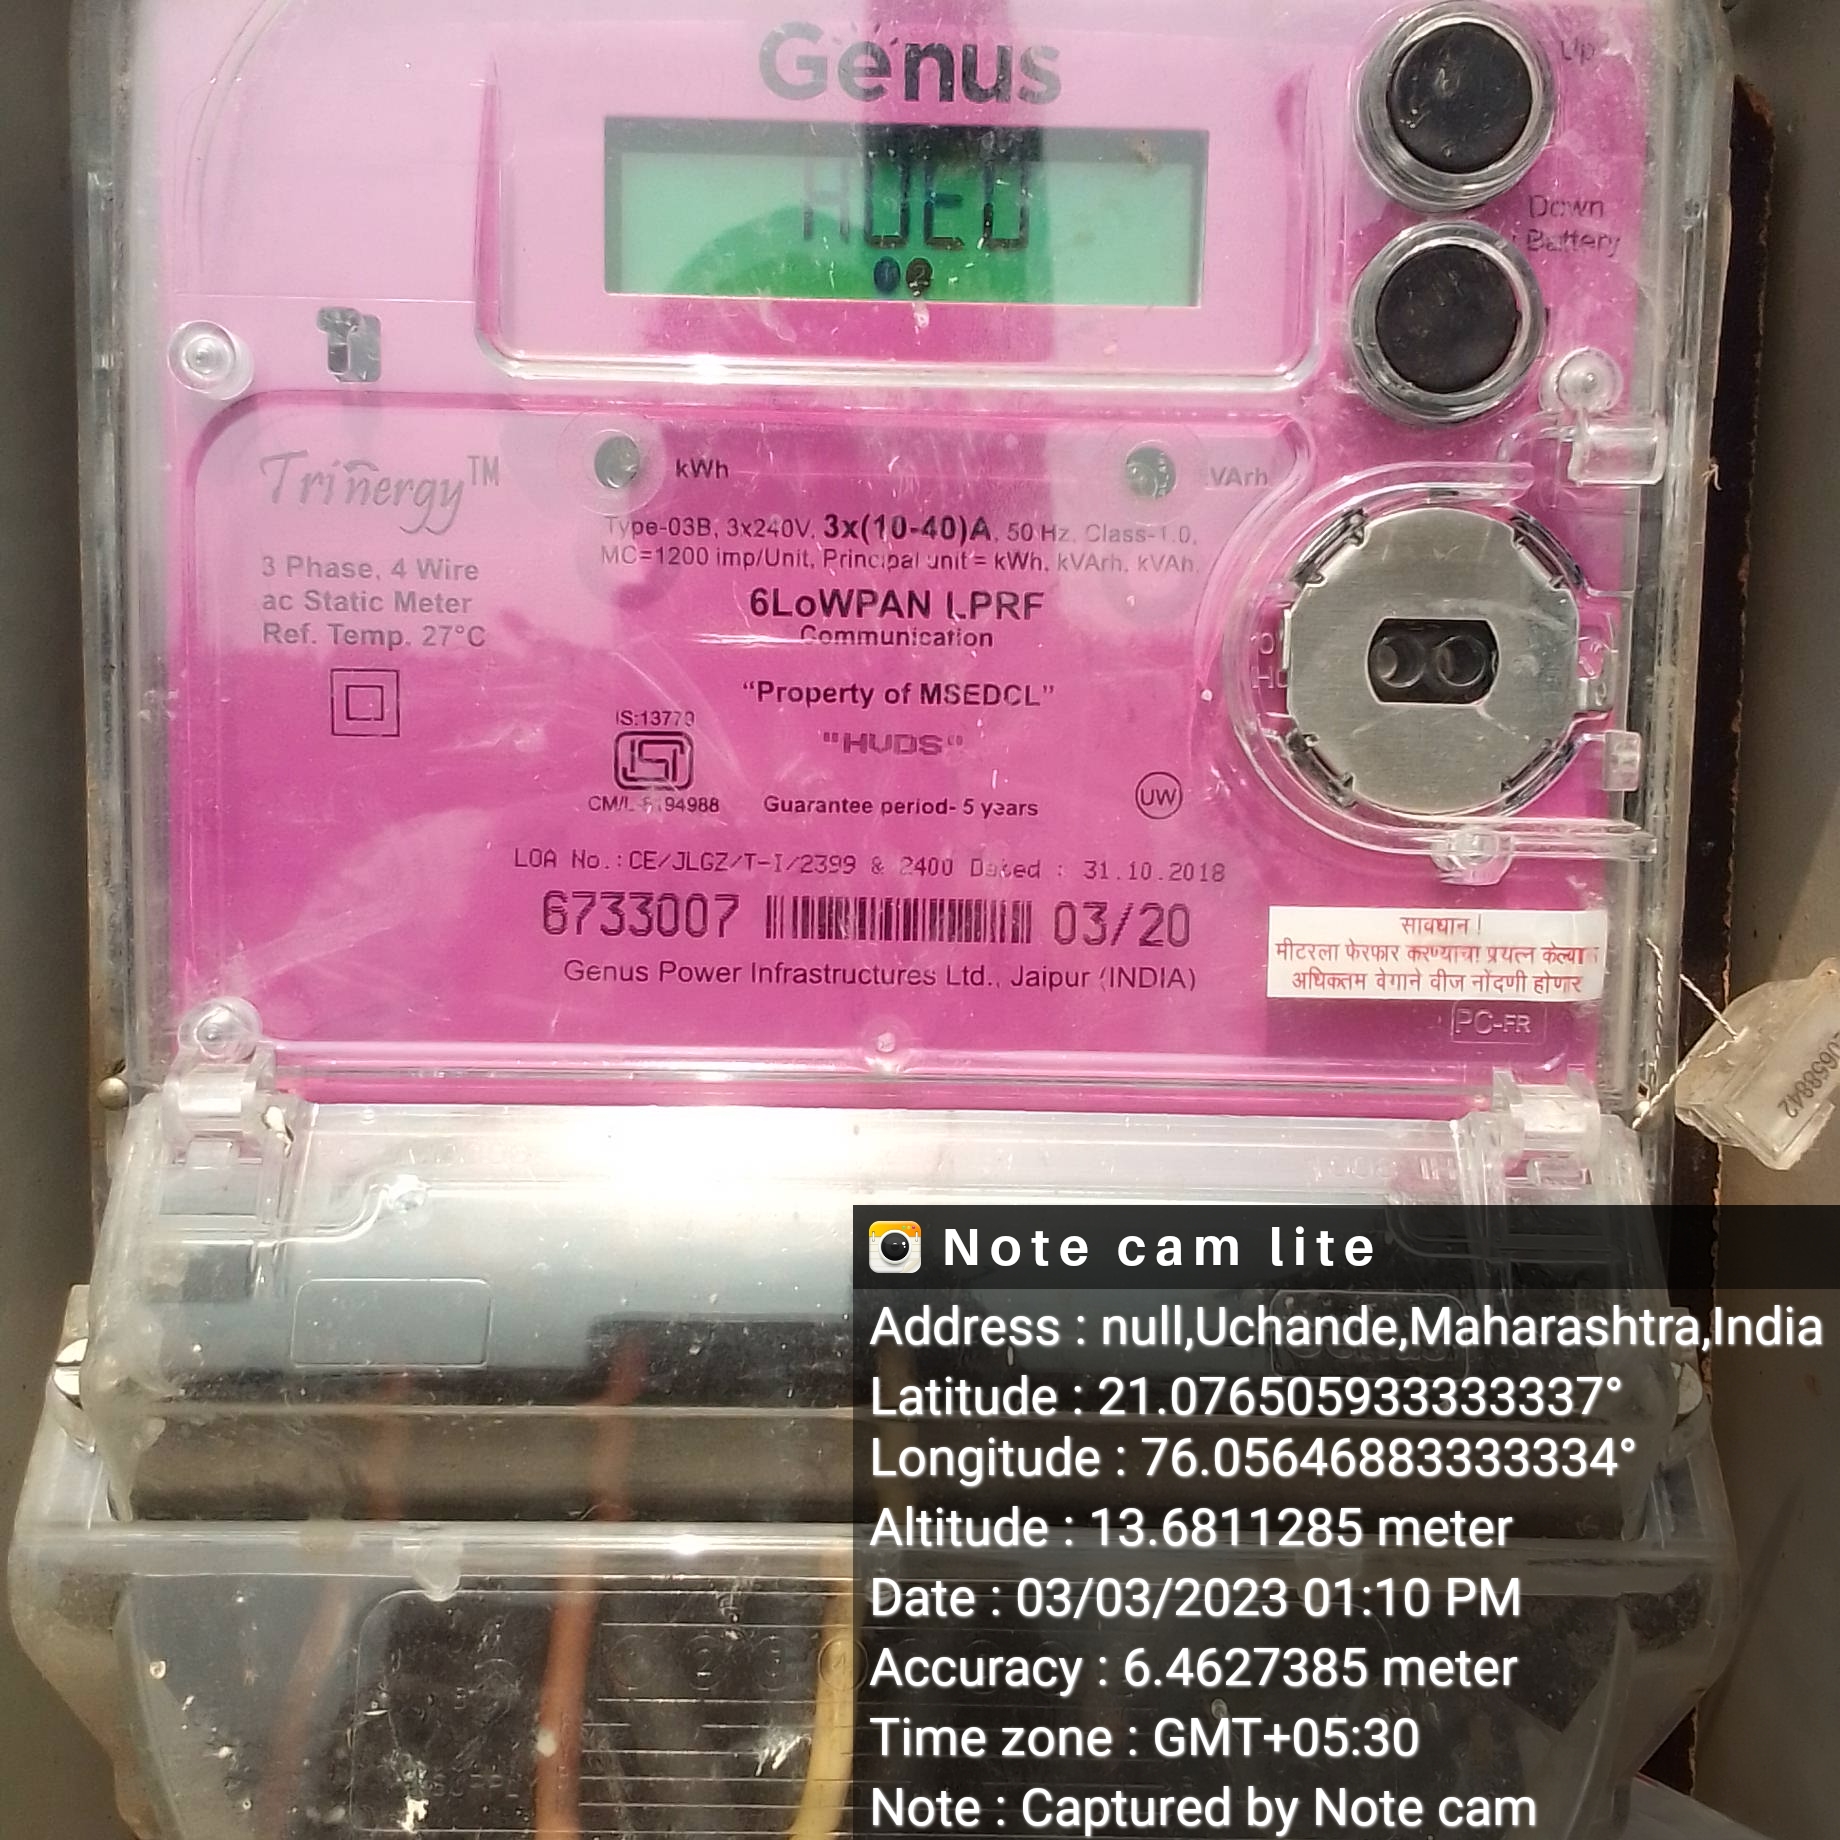 Genus
Up
Down
Battery
kWh
VArh
Trinergy™
3 Phase, 4 Wire
ac Static Meter
Ref. Temp. 27°C
Type-03B, 3x240V, 3x(10-40)A, 50 Hz, Class-1.0,
MC=1200 imp/Unit, Principal unit = kWh, kVArh, kVAh,
6LoWPAN LPRF
Communication
"Property of MSEDCL"
"HVDS"
IS:13779
CM/L
Guarantee period- 5 years
UW
LOA No.:CE/JLGZ/T-I/2399 & 2400 Dated : 31.10.2018
6733007 03/20
Genus Power Infrastructures Ltd., Jaipur (INDIA)
सावधान !
मीटरला फेरफार करण्याचा प्रयत्न केल्यास
अधिकतम वेगाने वीज नोंदणी होणार
PC-FR
Note cam lite
Address : null,Uchande,Maharashtra,India
Latitude : 21.076505933333337°
Longitude : 76.05646883333334°
Altitude : 13.6811285 meter
Date : 03/03/2023 01:10 PM
Accuracy : 6.4627385 meter
Time zone : GMT+05:30
Note : Captured by Note cam